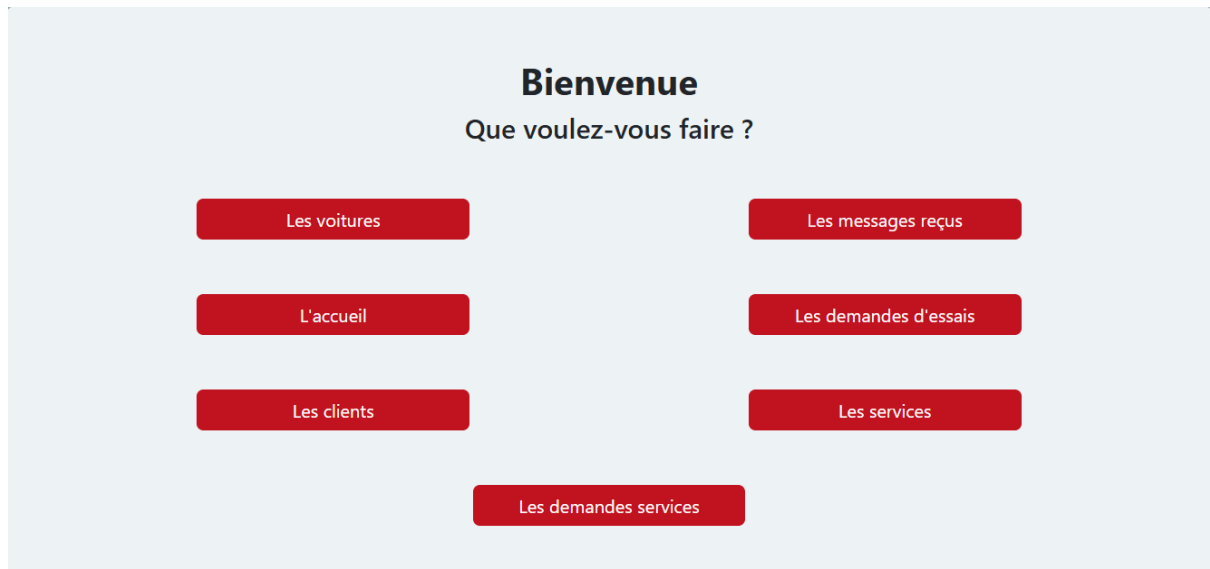 Bienvenue
Que voulez-vous faire ?
Les voitures
Les messages reçus
L'accueil
Les demandes d'essais
Les clients
Les services
Les demandes services